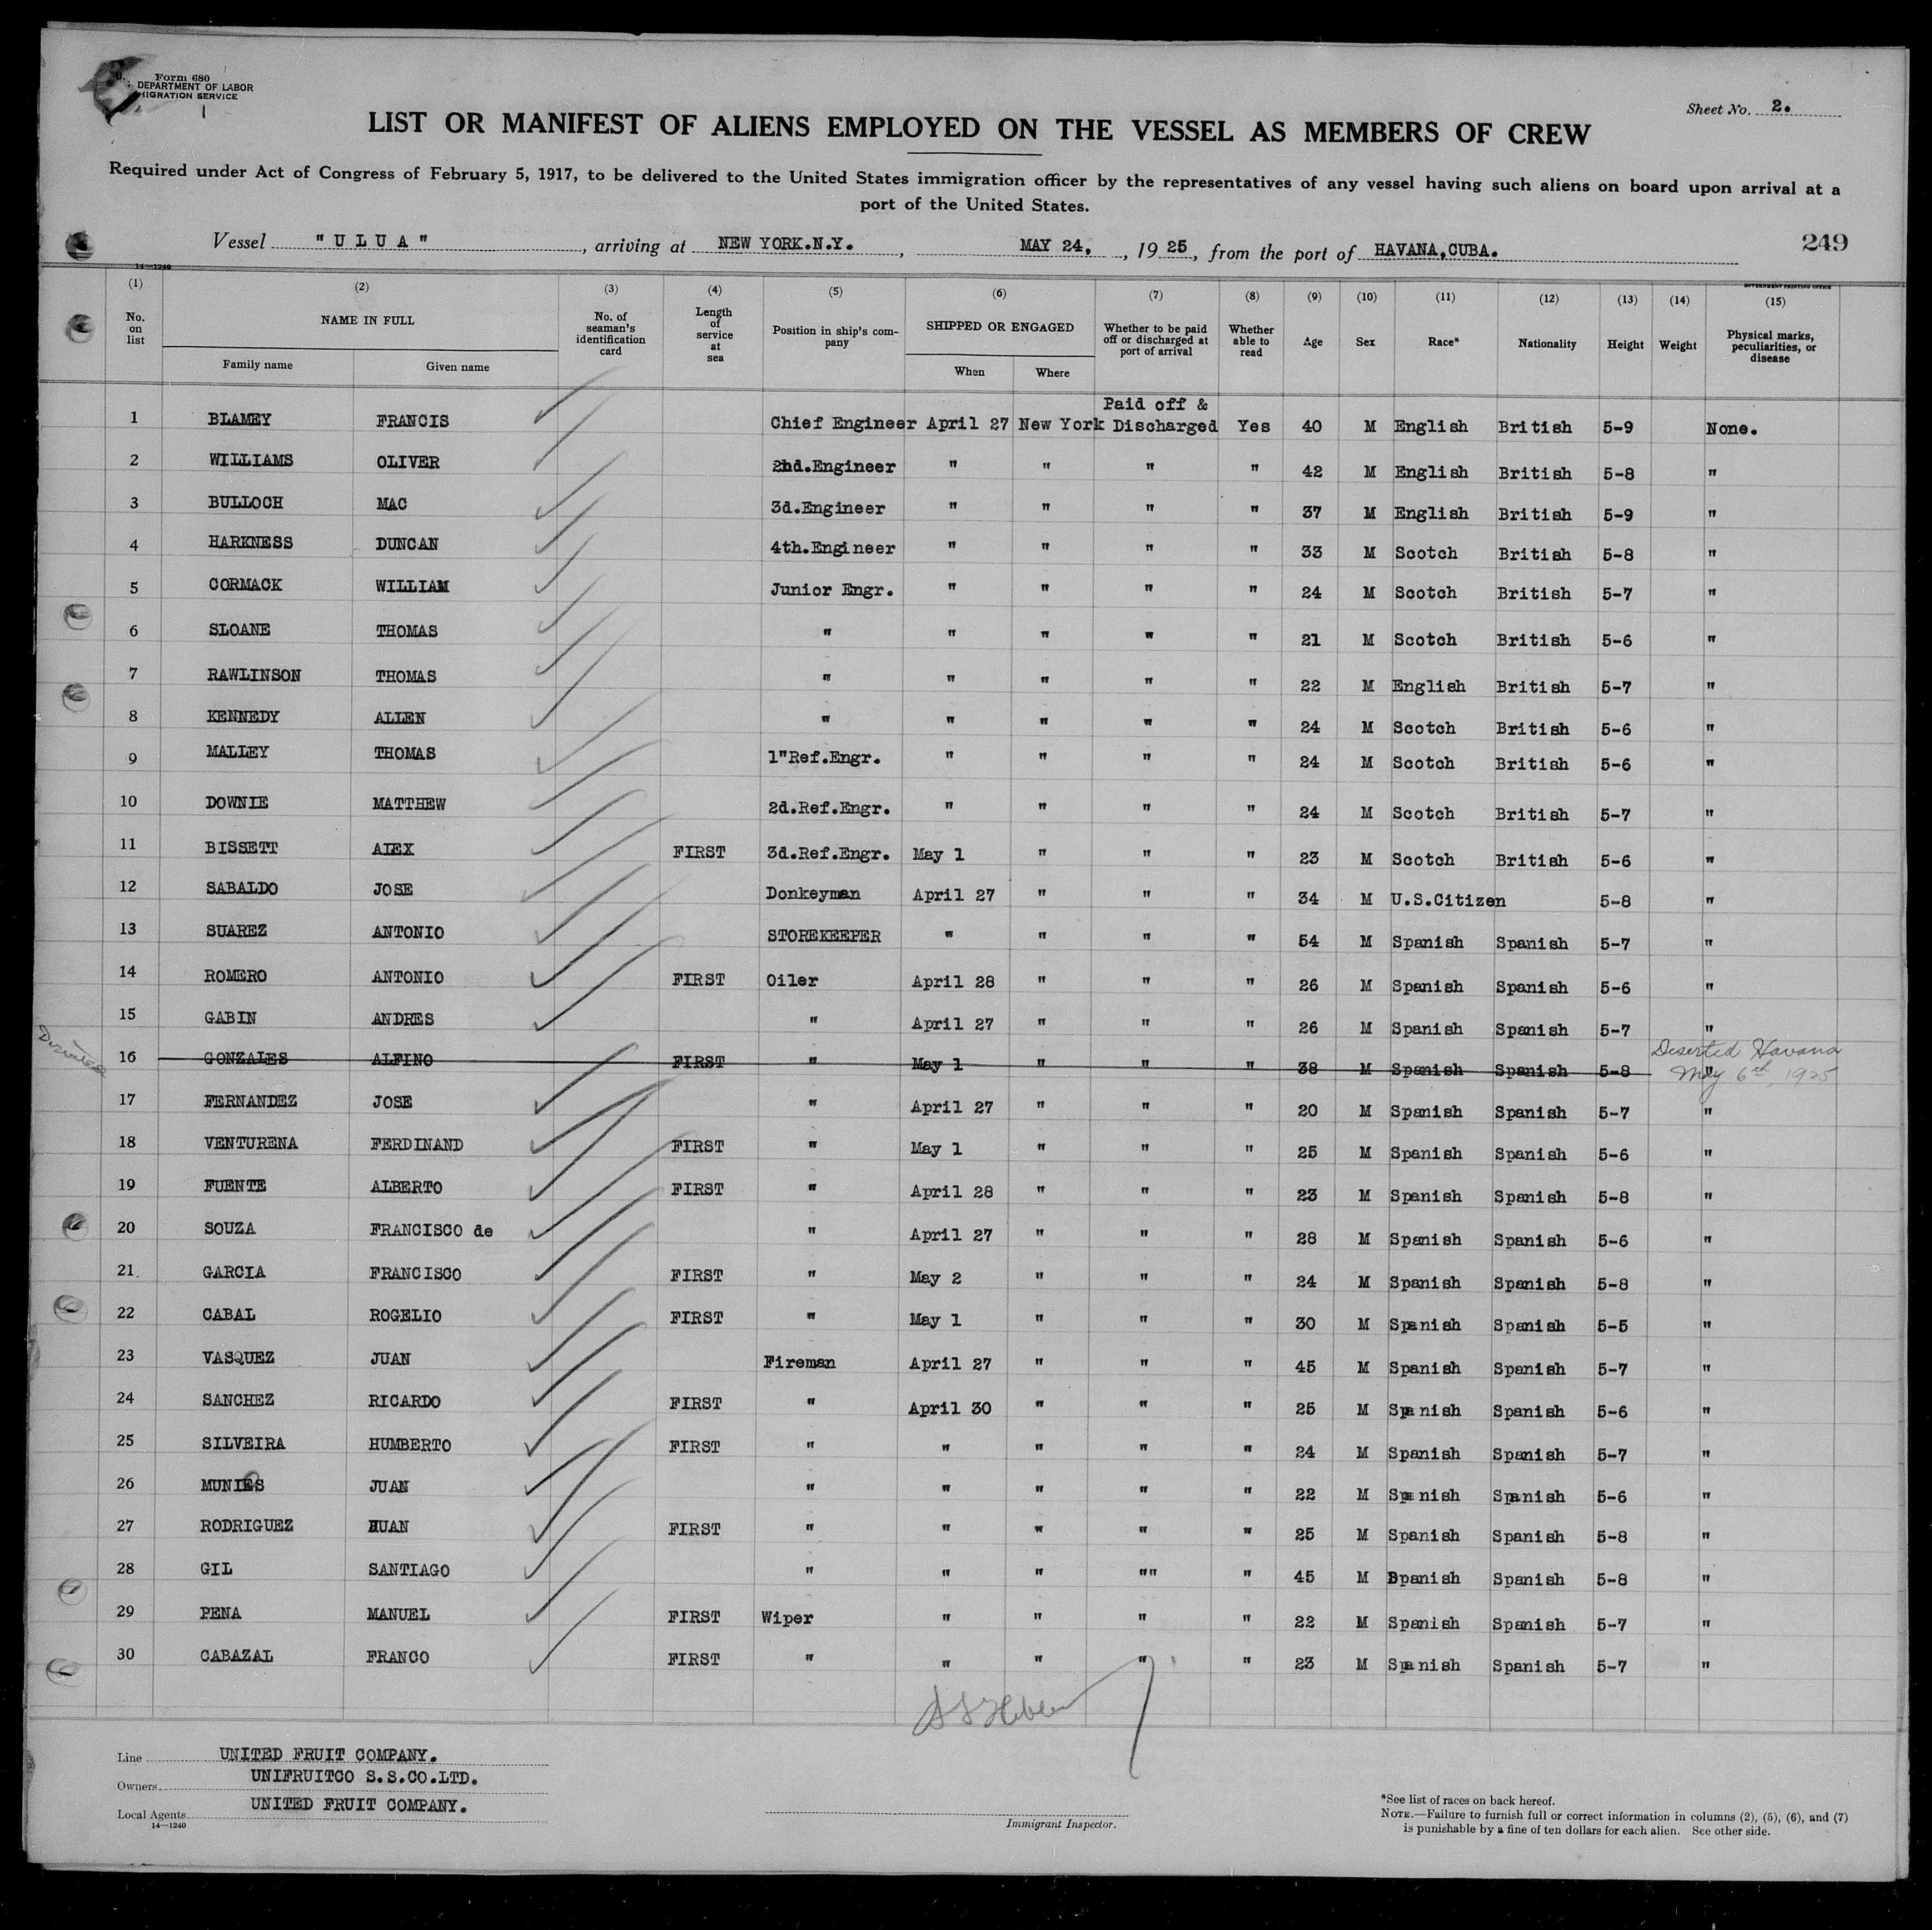 Form 680
DEPARTMENT OF LABOR
MIGRATION SERVICE
Sheet No. 2.
LIST OR MANIFEST OF ALIENS EMPLOYED ON THE VESSEL AS MEMBERS OF CREW
Required under Act of Congress of February 5, 1917, to be delivered to the United States immigration officer by the representatives of any vessel having such aliens on board upon arrival at a
port of the United States.
Vessel "ULUA", arriving at NEW YORK.N.Y., MAY 24, 1925, from the port of HAVANA,CUBA. 249
14—1240 GOVERNMENT PRINTING OFFICE
(1) (2) (3) (4) (5) (6) (7) (8) (9) (10) (11) (12) (13) (14) (15)
No. on list NAME IN FULL Family name Given name No. of seaman's identification card Length of service at sea Position in ship's company SHIPPED OR ENGAGED When Where Whether to be paid off or discharged at port of arrival Whether able to read Age Sex Race* Nationality Height Weight Physical marks, peculiarities, or disease
1 BLAMEY FRANCIS Chief Engineer April 27 New York Paid off & Discharged Yes 40 M English British 5-9 None.
2 WILLIAMS OLIVER 2nd.Engineer " " " " 42 M English British 5-8 "
3 BULLOCH MAC 3d.Engineer " " " " 37 M English British 5-9 "
4 HARKNESS DUNCAN 4th.Engineer " " " " 33 M Scotch British 5-8 "
5 CORMACK WILLIAM Junior Engr. " " " " 24 M Scotch British 5-7 "
6 SLOANE THOMAS " " " " " 21 M Scotch British 5-6 "
7 RAWLINSON THOMAS " " " " " 22 M English British 5-7 "
8 KENNEDY ALLEN " " " " " 24 M Scotch British 5-6 "
9 MALLEY THOMAS 1"Ref.Engr. " " " " 24 M Scotch British 5-6 "
10 DOWNIE MATTHEW 2d.Ref.Engr. " " " " 24 M Scotch British 5-7 "
11 BISSETT ALEX FIRST 3d.Ref.Engr. May 1 " " " 23 M Scotch British 5-6 "
12 SABALDO JOSE Donkeyman April 27 " " " 34 M U.S.Citizen 5-8 "
13 SUAREZ ANTONIO STOREKEEPER " " " " 54 M Spanish Spanish 5-7 "
14 ROMERO ANTONIO FIRST Oiler April 28 " " " 26 M Spanish Spanish 5-6 "
15 GABIN ANDRES " April 27 " " " 26 M Spanish Spanish 5-7 "
16 GONZALES ALFINO FIRST " May 1 " " " 38 M Spanish Spanish 5-8 " Deserted Havana
May 6th, 1925
17 FERNANDEZ JOSE " April 27 " " " 20 M Spanish Spanish 5-7 "
18 VENTURENA FERDINAND FIRST " May 1 " " " 25 M Spanish Spanish 5-6 "
19 FUENTE ALBERTO FIRST " April 28 " " " 23 M Spanish Spanish 5-8 "
20 SOUZA FRANCISCO de " April 27 " " " 28 M Spanish Spanish 5-6 "
21 GARCIA FRANCISCO FIRST " May 2 " " " 24 M Spanish Spanish 5-8 "
22 CABAL ROGELIO FIRST " May 1 " " " 30 M Spanish Spanish 5-5 "
23 VASQUEZ JUAN Fireman April 27 " " " 45 M Spanish Spanish 5-7 "
24 SANCHEZ RICARDO FIRST " April 30 " " " 25 M Spanish Spanish 5-6 "
25 SILVEIRA HUMBERTO FIRST " " " " " 24 M Spanish Spanish 5-7 "
26 MUNIES JUAN " " " " " 22 M Spanish Spanish 5-6 "
27 RODRIGUEZ HUAN FIRST " " " " " 25 M Spanish Spanish 5-8 "
28 GIL SANTIAGO " " " "" " 45 M Spanish Spanish 5-8 "
29 PENA MANUEL FIRST Wiper " " " " 22 M Spanish Spanish 5-7 "
30 CABAZAL FRANCO FIRST " " " " " 23 M Spanish Spanish 5-7 "
Line UNITED FRUIT COMPANY.
Owners UNIFRUITCO S.S.CO.LTD.
Local Agents UNITED FRUIT COMPANY.
14—1240
Immigrant Inspector.
*See list of races on back hereof.
NOTE.—Failure to furnish full or correct information in columns (2), (5), (6), and (7)
is punishable by a fine of ten dollars for each alien. See other side.